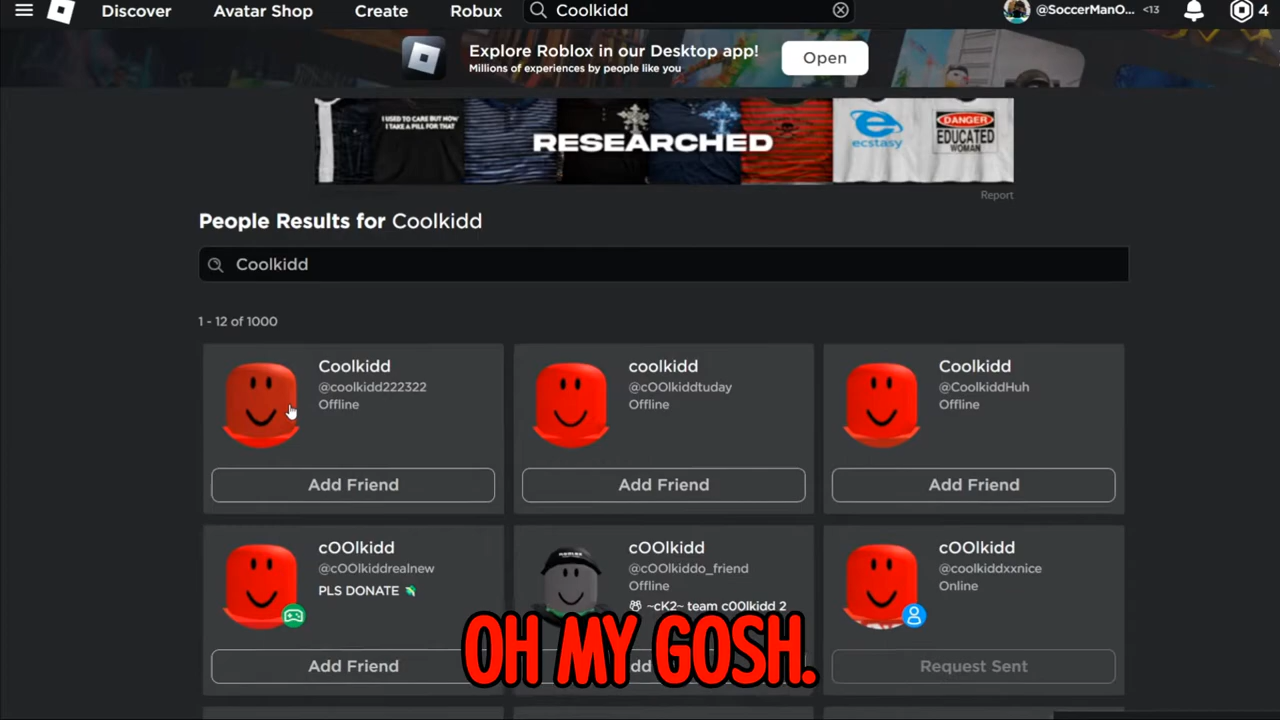 Discover Avatar Shop Create Robux Coolkidd @SoccerManO... <13 4
Explore Roblox in our Desktop app!
Millions of experiences by people like you
Open
I USED TO CARE BUT NOW
I TAKE A PILL FOR THAT
RESEARCHED
ecstasy
DANGER
EDUCATED
WOMAN
Report
People Results for Coolkidd
Coolkidd
1 - 12 of 1000
Coolkidd
@coolkidd222322
Offline
Add Friend
coolkidd
@cOOlkiddtuday
Offline
Add Friend
Coolkidd
@CoolkiddHuh
Offline
Add Friend
cOOlkidd
@cOOlkiddrealnew
PLS DONATE 💸
Add Friend
cOOlkidd
@cOOlkiddo_friend
Offline
~cK2~ team c00lkidd 2
cOOlkidd
@coolkiddxxnice
Online
Request Sent
OH MY GOSH.